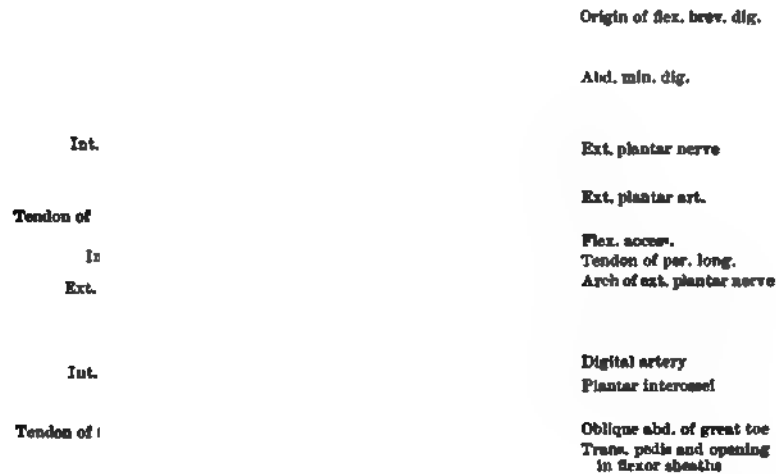 Origin of flex. brev. dig.
Abd. min. dig.
Int.
Ext. plantar nerve
Ext. plantar art.
Tendon of
Flex. access.
Tendon of per. long.
Ext.
Arch of ext. plantar nerve
Digital artery
Int.
Plantar interossei
Tendon of
Oblique abd. of great toe
Trans. pedis and opening
in flexor sheaths